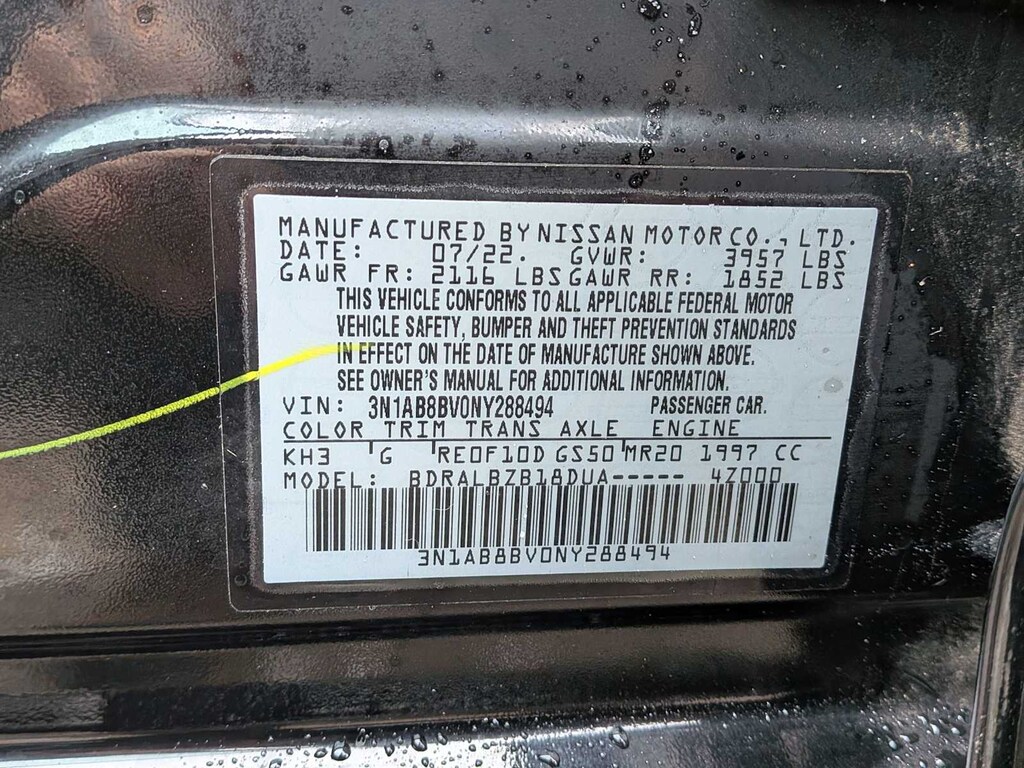 MANUFACTURED BY NISSAN MOTOR CO., LTD.
DATE: 07/22. GVWR: 3957 LBS
GAWR FR: 2116 LBS GAWR RR: 1852 LBS
THIS VEHICLE CONFORMS TO ALL APPLICABLE FEDERAL MOTOR
VEHICLE SAFETY, BUMPER AND THEFT PREVENTION STANDARDS
IN EFFECT ON THE DATE OF MANUFACTURE SHOWN ABOVE.
SEE OWNER'S MANUAL FOR ADDITIONAL INFORMATION.
VIN: 3N1AB8BV0NY288494 PASSENGER CAR.
COLOR TRIM TRANS AXLE ENGINE
KH3 G RE0F10D GS50 MR20 1997 CC
MODEL: BDRALBZB18DUA----- 4Z000
3N1AB8BV0NY288494